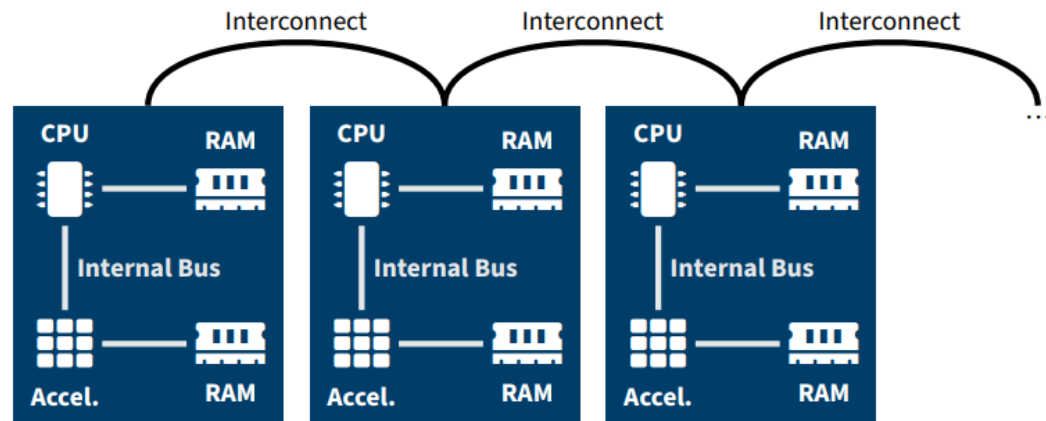 Interconnect Interconnect Interconnect
...
CPU RAM CPU RAM CPU RAM
Internal Bus Internal Bus Internal Bus
Accel. RAM Accel. RAM Accel. RAM